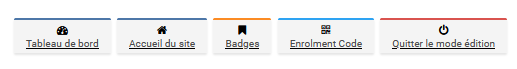 Tableau de bord
Accueil du site
Badges
Enrolment Code
Quitter le mode édition